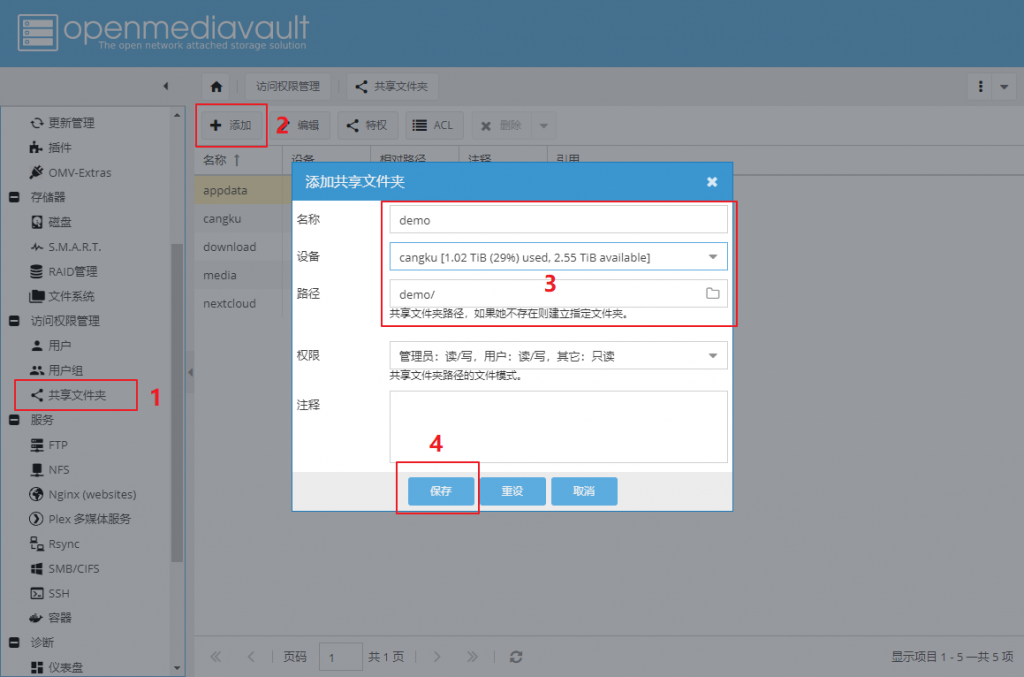 openmediavault
The open network attached storage solution
访问权限管理
共享文件夹
添加
2
编辑
特权
ACL
删除
名称
设备
相对路径
注释
引用
appdata
cangku
download
media
nextcloud
更新管理
插件
OMV-Extras
存储器
磁盘
S.M.A.R.T.
RAID管理
文件系统
访问权限管理
用户
用户组
共享文件夹
1
服务
FTP
NFS
Nginx (websites)
Plex 多媒体服务
Rsync
SMB/CIFS
SSH
容器
诊断
仪表盘
添加共享文件夹
名称
demo
设备
cangku [1.02 TiB (29%) used, 2.55 TiB available]
3
路径
demo/
共享文件夹路径，如果她不存在则建立指定文件夹。
权限
管理员：读/写，用户：读/写，其它：只读
共享文件夹路径的文件模式。
注释
4
保存
重设
取消
页码
1
共 1 页
显示项目 1 - 5 一共 5 项